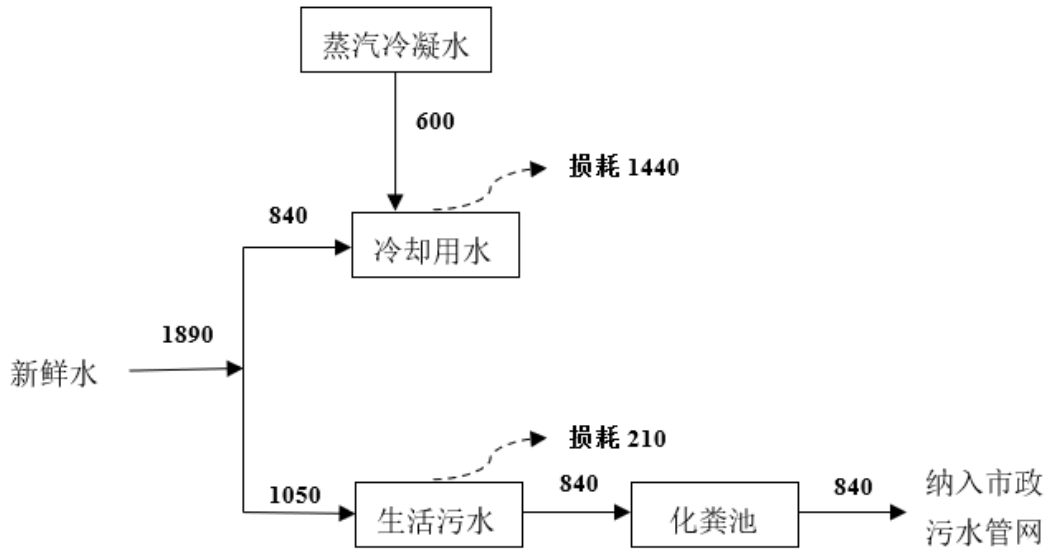 蒸汽冷凝水
600
损耗 1440
840
冷却用水
1890
新鲜水
损耗 210
1050
生活污水
840
化粪池
840
纳入市政
污水管网